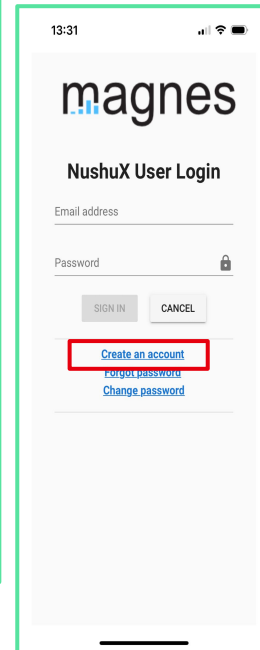 13:31
magnes
NushuX User Login
Email address
Password
SIGN IN CANCEL
Create an account
Forgot password
Change password